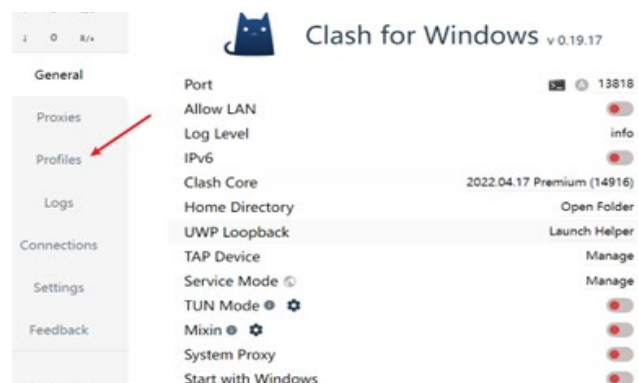 ↓ 0 B/s
Clash for Windows v 0.19.17
General
Proxies
Profiles
Logs
Connections
Settings
Feedback
Port 13818
Allow LAN
Log Level info
IPv6
Clash Core 2022.04.17 Premium (14916)
Home Directory Open Folder
UWP Loopback Launch Helper
TAP Device Manage
Service Mode Manage
TUN Mode
Mixin
System Proxy
Start with Windows